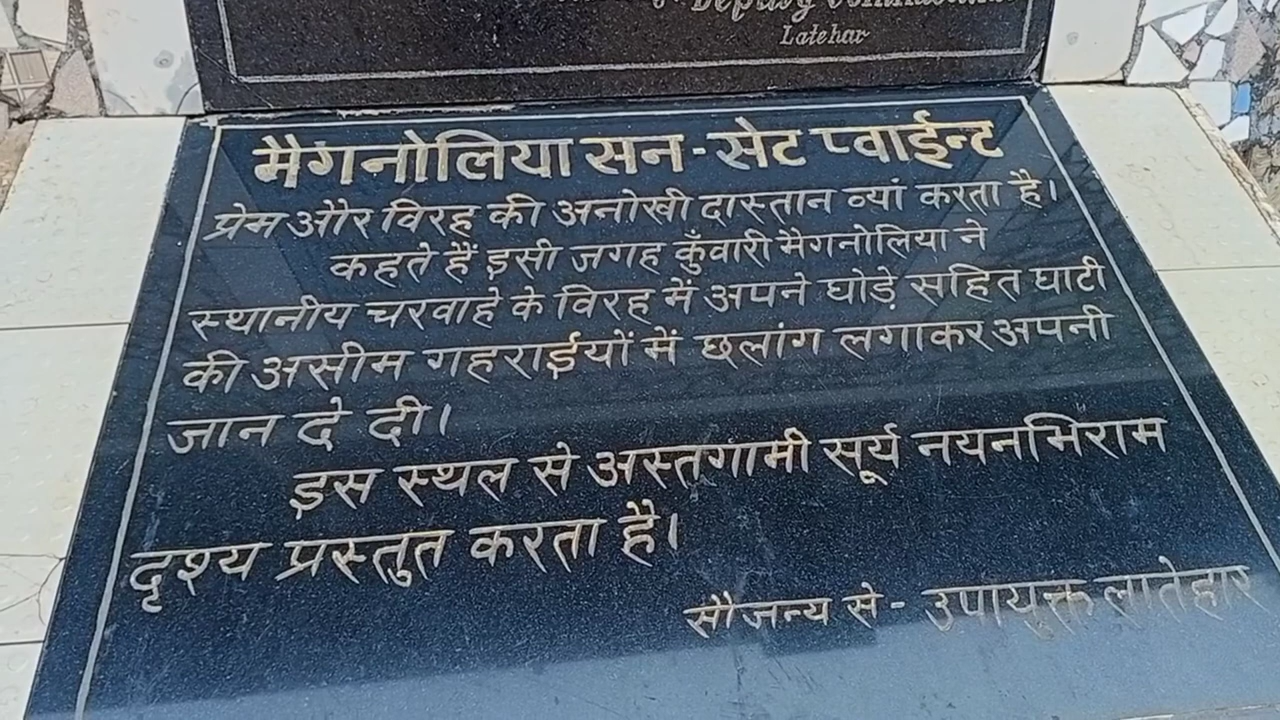 Deputy
Latehar
मैगनोलिया सन-सेट प्वाईन्ट
प्रेम और विरह की अनोखी दास्तान ब्यां करता है।
कहते हैं इसी जगह कुँवारी मैगनोलिया ने
स्थानीय चरवाहे के विरह में अपने घोड़े सहित घाटी
की असीम गहराईयों में छलांग लगाकर अपनी
जान दे दी।
इस स्थल से अस्तगामी सूर्य नयनभिराम
दृश्य प्रस्तुत करता है।
सौजन्य से - उपायुक्त लातेहार